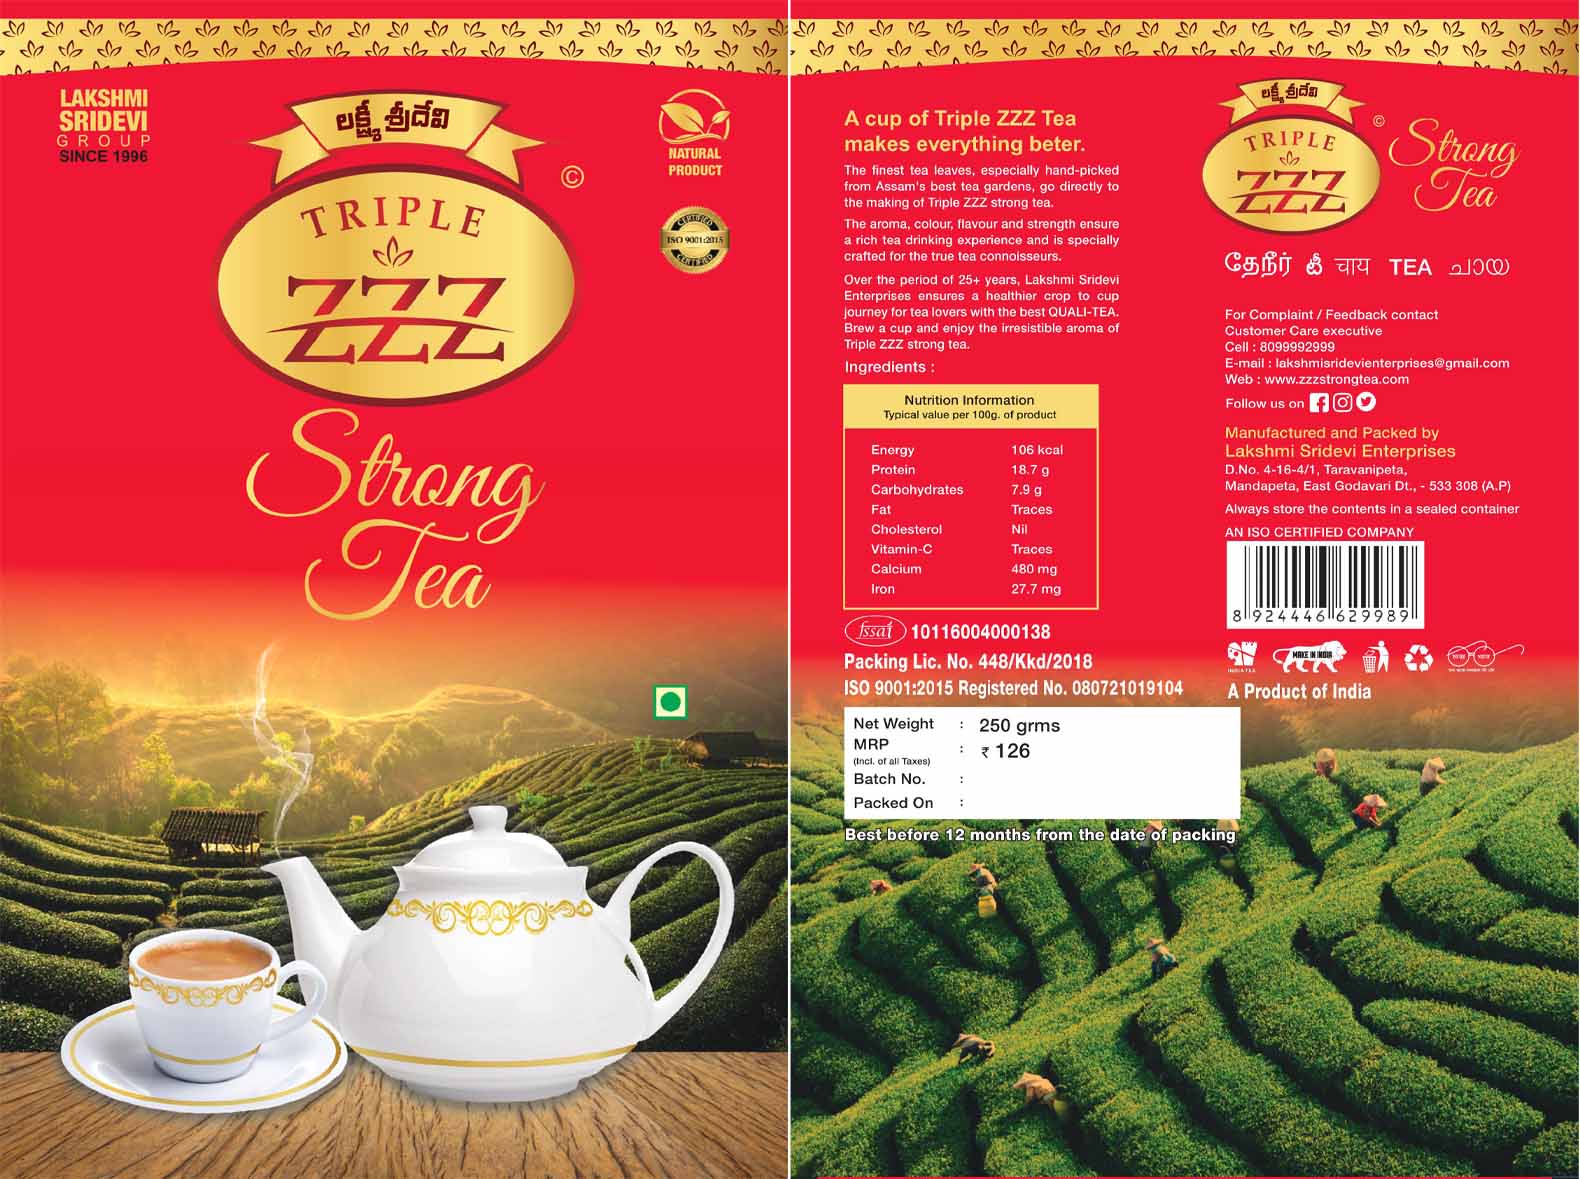 LAKSHMI
SRIDEVI
GROUP
SINCE 1996
లక్ష్మీ శ్రీదేవి
©
TRIPLE
ZZZ
Strong
Tea
NATURAL
PRODUCT
CERTIFIED
ISO 9001:2015
CERTIFIED
A cup of Triple ZZZ Tea
makes everything beter.
The finest tea leaves, especially hand-picked
from Assam's best tea gardens, go directly to
the making of Triple ZZZ strong tea.
The aroma, colour, flavour and strength ensure
a rich tea drinking experience and is specially
crafted for the true tea connoisseurs.
Over the period of 25+ years, Lakshmi Sridevi
Enterprises ensures a healthier crop to cup
journey for tea lovers with the best QUALI-TEA.
Brew a cup and enjoy the irresistible aroma of
Triple ZZZ strong tea.
Ingredients :
Nutrition Information
Typical value per 100g. of product
Energy 106 kcal
Protein 18.7 g
Carbohydrates 7.9 g
Fat Traces
Cholesterol Nil
Vitamin-C Traces
Calcium 480 mg
Iron 27.7 mg
fssai 10116004000138
Packing Lic. No. 448/Kkd/2018
ISO 9001:2015 Registered No. 080721019104
Net Weight : 250 grms
MRP : ₹ 126
(Incl. of all Taxes)
Batch No. :
Packed On :
Best before 12 months from the date of packing
లక్ష్మీ శ్రీదేవి
©
TRIPLE
ZZZ
Strong
Tea
தேநீர் టీ चाय TEA ചായ
For Complaint / Feedback contact
Customer Care executive
Cell : 8099992999
E-mail : lakshmisridevienterprises@gmail.com
Web : www.zzzstrongtea.com
Follow us on
Manufactured and Packed by
Lakshmi Sridevi Enterprises
D.No. 4-16-4/1, Taravanipeta,
Mandapeta, East Godavari Dt., - 533 308 (A.P)
Always store the contents in a sealed container
AN ISO CERTIFIED COMPANY
8 924446 629989
INDIA TEA
MAKE IN INDIA
A Product of India